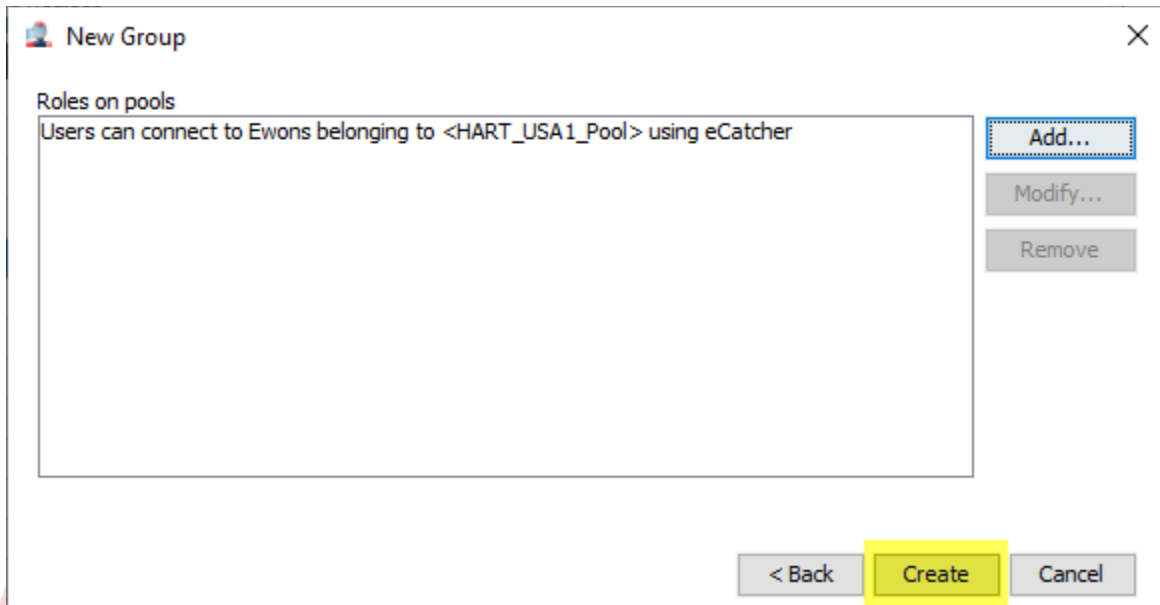 New Group
Roles on pools
Users can connect to Ewons belonging to <HART_USA1_Pool> using eCatcher
Add...
Modify...
Remove
< Back
Create
Cancel